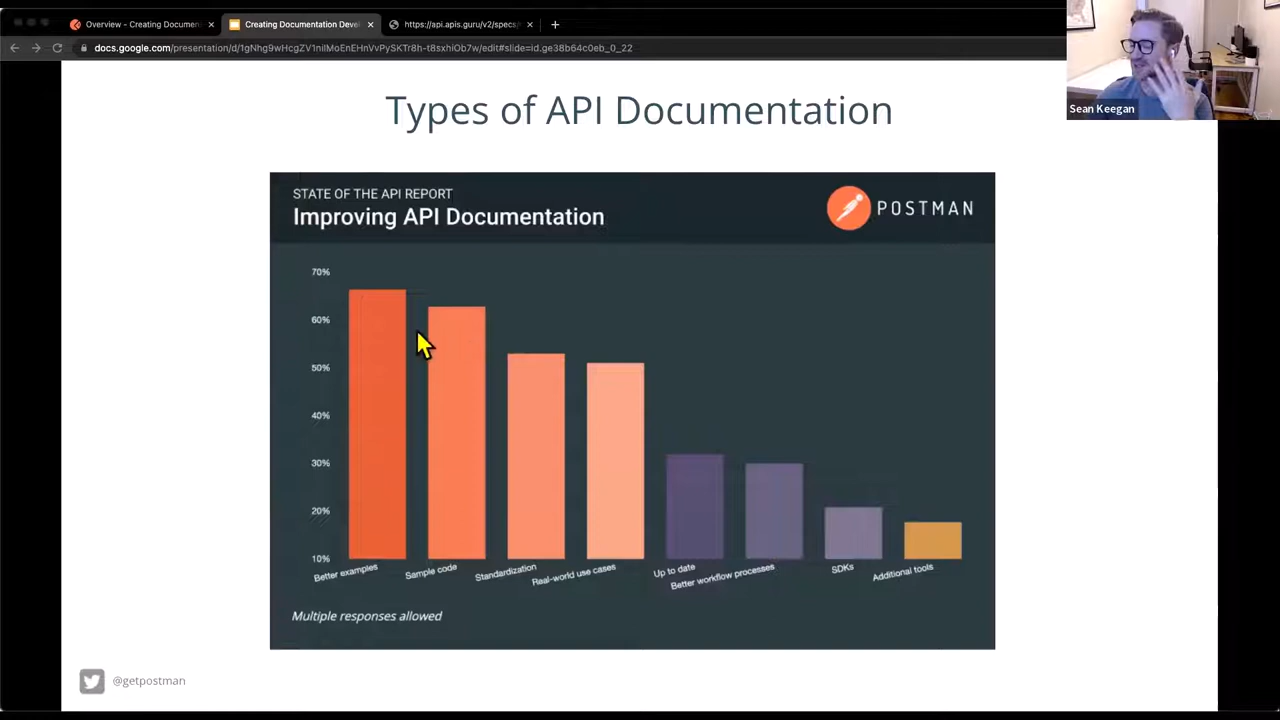 Overview – Creating Documen
Creating Documentation Deve
https://api.apis.guru/v2/specs/
docs.google.com/presentation/d/1gNhg9wHcgZV1nilMoEnEHnVvPySKTr8h-t8sxhiOb7w/edit#slide=id.ge38b64c0eb_0_22
Sean Keegan
Types of API Documentation
STATE OF THE API REPORT
Improving API Documentation
POSTMAN
70%
60%
50%
40%
30%
20%
10%
Better examples
Sample code
Standardization
Real-world use cases
Up to date
Better workflow processes
SDKs
Additional tools
Multiple responses allowed
@getpostman